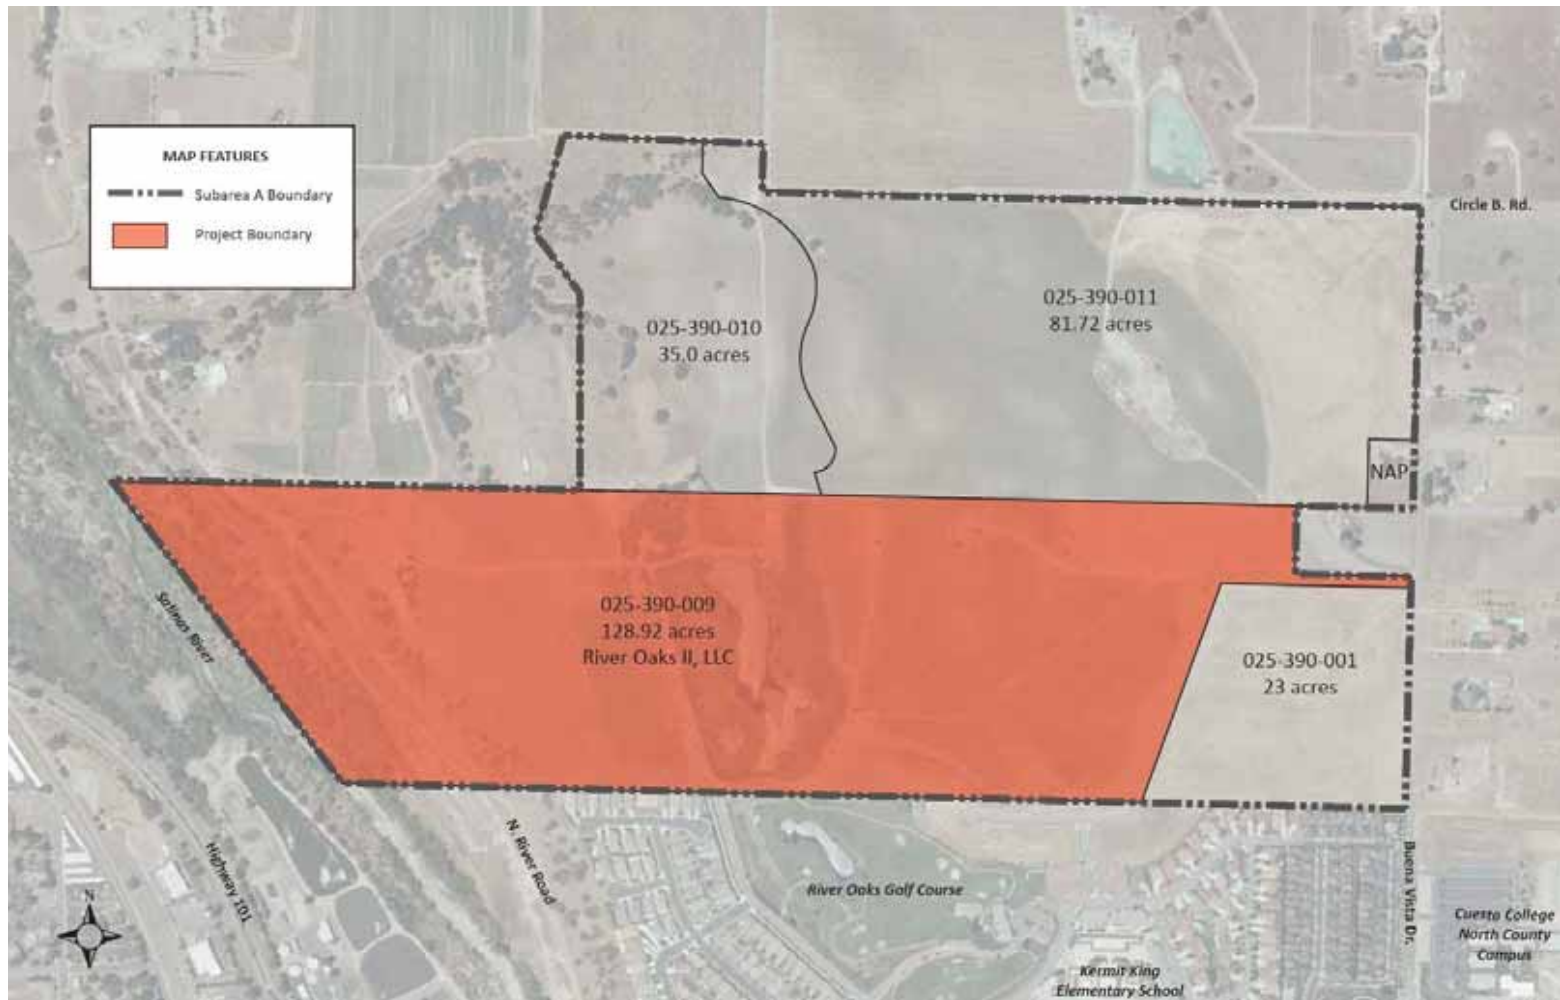 MAP FEATURES
Subarea A Boundary
Project Boundary
Circle B. Rd.
025-390-011
81.72 acres
025-390-010
35.0 acres
NAP
025-390-009
128.92 acres
River Oaks II, LLC
025-390-001
23 acres
Salinas River
N. River Road
Highway 101
River Oaks Golf Course
Buena Vista Dr.
N
Cuesta College
North County
Campus
Kermit King
Elementary School